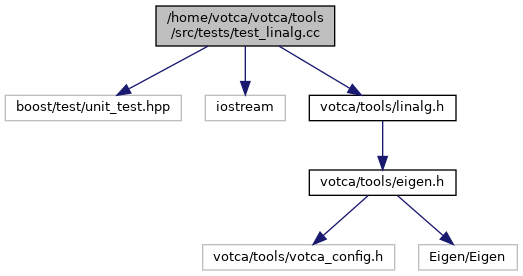 /home/votca/votca/tools
/src/tests/test_linalg.cc
boost/test/unit_test.hpp
iostream
votca/tools/linalg.h
votca/tools/eigen.h
votca/tools/votca_config.h
Eigen/Eigen